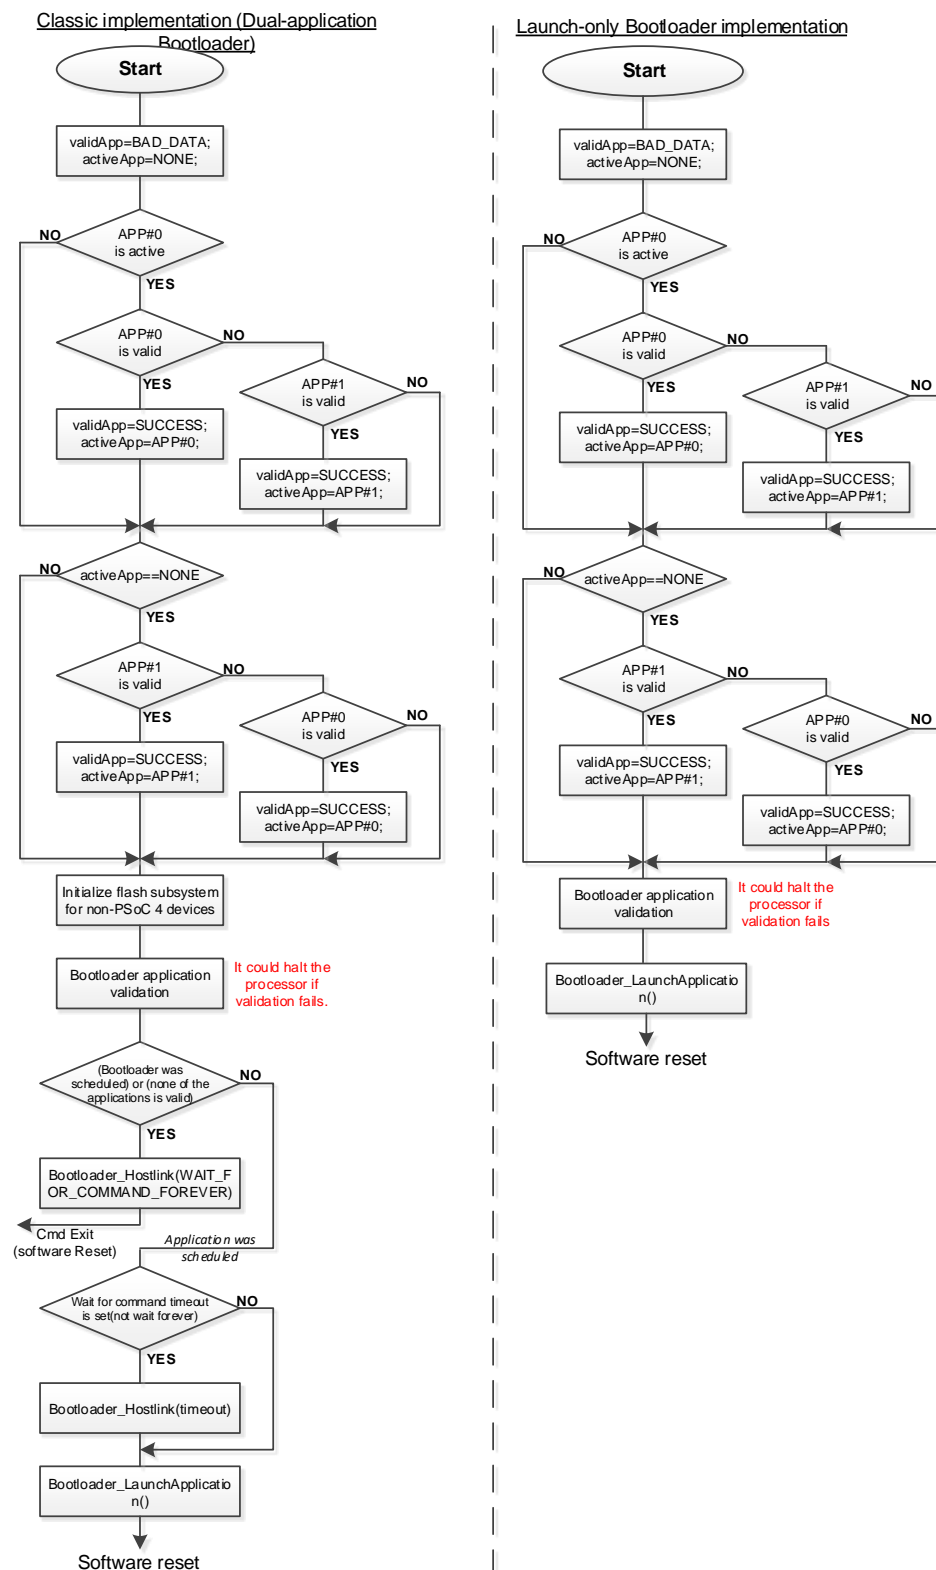 Classic implementation (Dual-application
Bootloader)
Start
validApp=BAD_DATA;
activeApp=NONE;
APP#0
is active
NO
YES
APP#0
is valid
NO
YES
APP#1
is valid
NO
YES
validApp=SUCCESS;
activeApp=APP#0;
validApp=SUCCESS;
activeApp=APP#1;
activeApp==NONE
NO
YES
APP#1
is valid
NO
YES
APP#0
is valid
NO
YES
validApp=SUCCESS;
activeApp=APP#1;
validApp=SUCCESS;
activeApp=APP#0;
Initialize flash subsystem
for non-PSoC 4 devices
Bootloader application
validation
It could halt the
processor if
validation fails.
(Bootloader was
scheduled) or (none of the
applications is valid)
NO
YES
Bootloader_Hostlink(WAIT_F
OR_COMMAND_FOREVER)
Cmd Exit
(software Reset)
Application was
scheduled
Wait for command timeout
is set(not wait forever)
NO
YES
Bootloader_Hostlink(timeout)
Bootloader_LaunchApplicatio
n()
Software reset
Launch-only Bootloader implementation
Start
validApp=BAD_DATA;
activeApp=NONE;
APP#0
is active
NO
YES
APP#0
is valid
NO
YES
APP#1
is valid
NO
YES
validApp=SUCCESS;
activeApp=APP#0;
validApp=SUCCESS;
activeApp=APP#1;
activeApp==NONE
NO
YES
APP#1
is valid
NO
YES
APP#0
is valid
NO
YES
validApp=SUCCESS;
activeApp=APP#1;
validApp=SUCCESS;
activeApp=APP#0;
Bootloader application
validation
It could halt the
processor if
validation fails
Bootloader_LaunchApplicatio
n()
Software reset